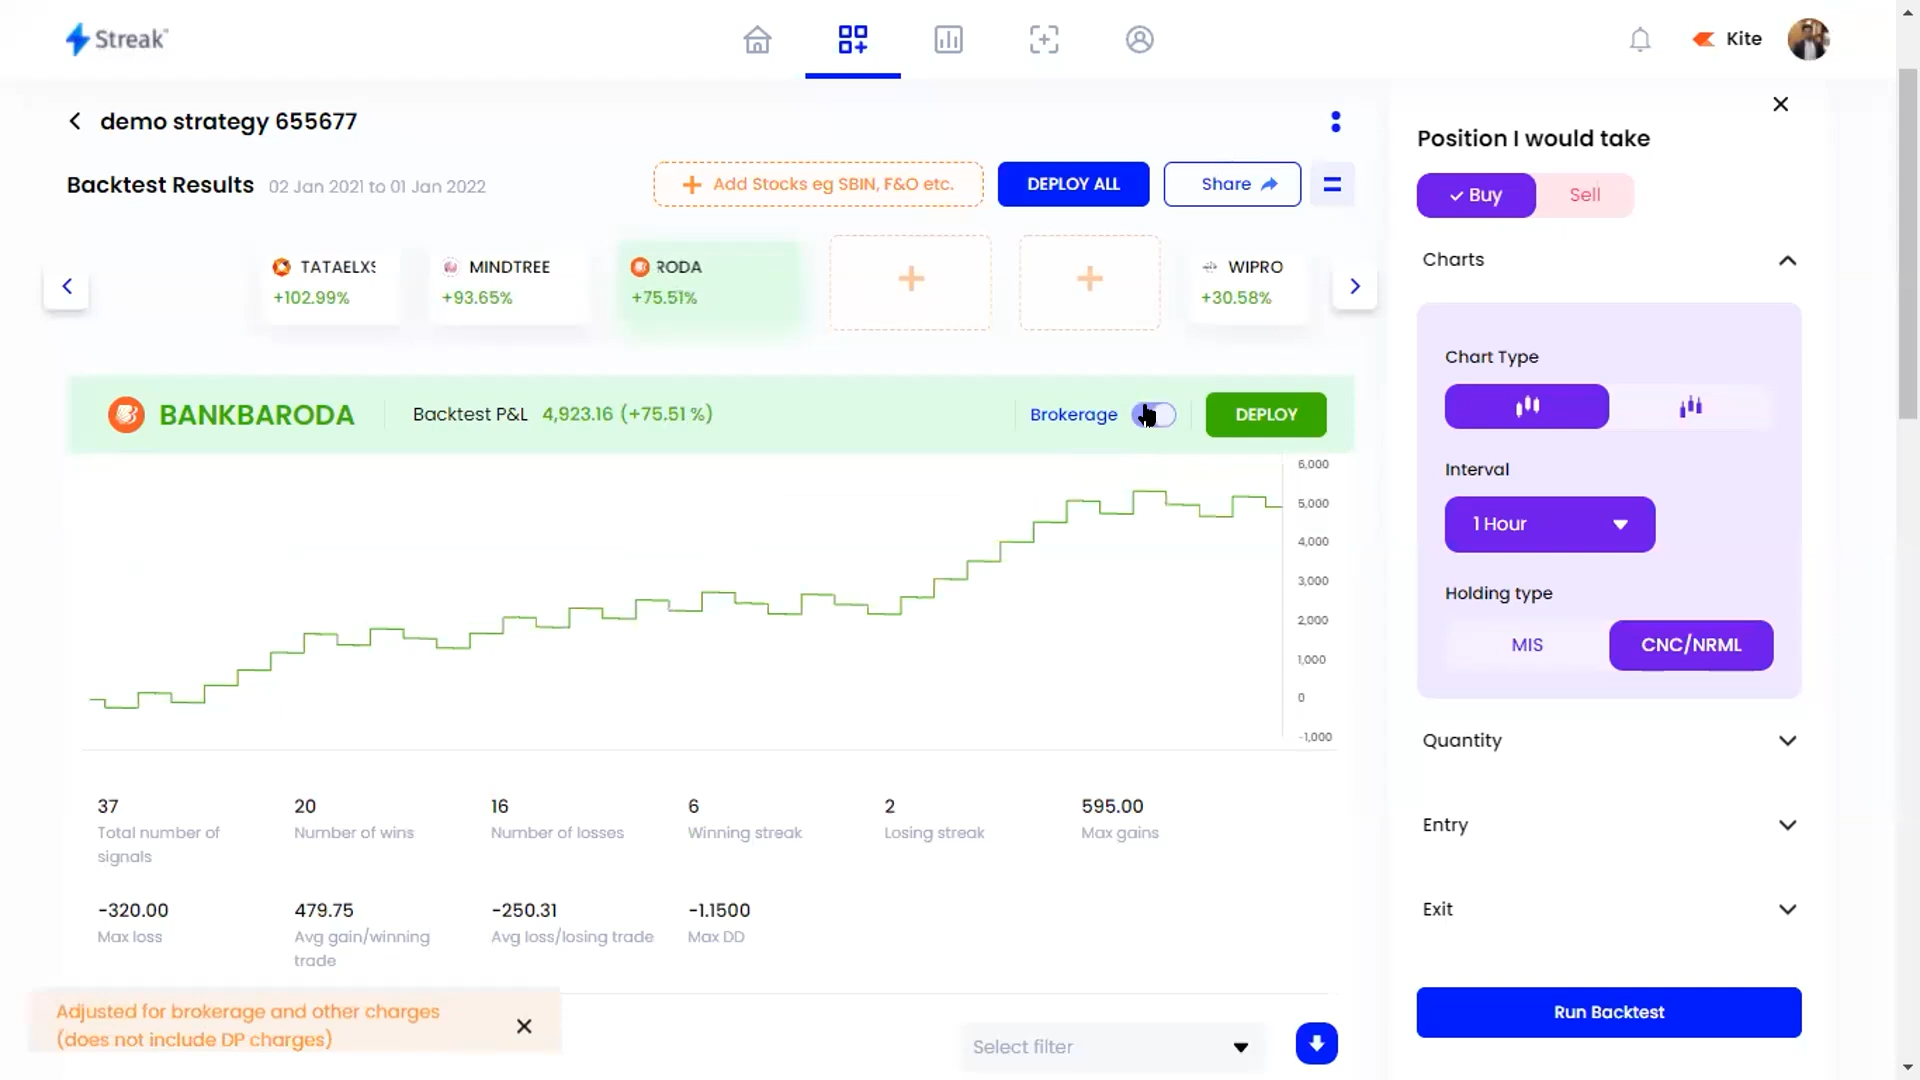 Streak™
Kite
demo strategy 655677
Backtest Results 02 Jan 2021 to 01 Jan 2022
+ Add Stocks eg SBIN, F&O etc.
DEPLOY ALL
Share
TATAELXS
+102.99%
MINDTREE
+93.65%
RODA
+75.51%
WIPRO
+30.58%
BANKBARODA
Backtest P&L 4,923.16 (+75.51 %)
Brokerage
DEPLOY
6,000
5,000
4,000
3,000
2,000
1,000
0
-1,000
37
Total number of
signals
20
Number of wins
16
Number of losses
6
Winning streak
2
Losing streak
595.00
Max gains
-320.00
Max loss
479.75
Avg gain/winning
trade
-250.31
Avg loss/losing trade
-1.1500
Max DD
Adjusted for brokerage and other charges
(does not include DP charges)
Select filter
Position I would take
Buy
Sell
Charts
Chart Type
Interval
1 Hour
Holding type
MIS
CNC/NRML
Quantity
Entry
Exit
Run Backtest